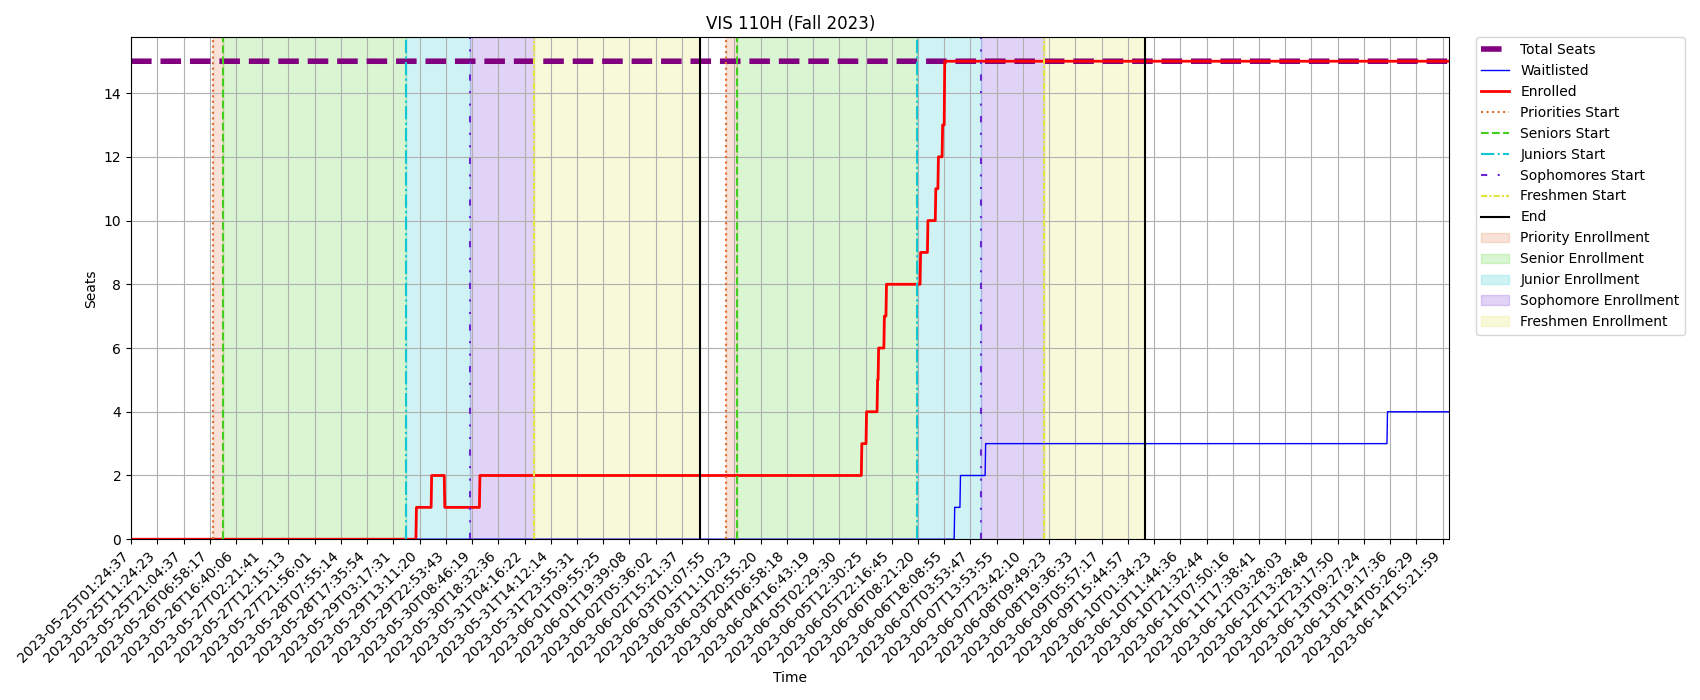 VIS 110H (Fall 2023)
Total Seats
Waitlisted
Enrolled
Priorities Start
Seniors Start
Juniors Start
Sophomores Start
Freshmen Start
End
Priority Enrollment
Senior Enrollment
Junior Enrollment
Sophomore Enrollment
Freshmen Enrollment
Seats
14
12
10
8
6
4
2
0
2023-05-25T01:24:37
2023-05-25T11:24:23
2023-05-25T21:04:37
2023-05-26T06:58:17
2023-05-26T16:40:06
2023-05-27T02:21:41
2023-05-27T12:15:13
2023-05-27T21:56:01
2023-05-28T07:55:14
2023-05-28T17:35:54
2023-05-29T03:17:31
2023-05-29T13:11:20
2023-05-29T22:53:43
2023-05-30T08:46:19
2023-05-30T18:32:36
2023-05-31T04:16:22
2023-05-31T14:12:14
2023-05-31T23:55:31
2023-06-01T09:55:25
2023-06-01T19:39:08
2023-06-02T05:36:02
2023-06-02T15:21:37
2023-06-03T01:07:55
2023-06-03T11:10:23
2023-06-03T20:55:20
2023-06-04T06:58:18
2023-06-04T16:43:19
2023-06-05T02:29:30
2023-06-05T12:30:25
2023-06-05T22:16:45
2023-06-06T08:21:20
2023-06-06T18:08:55
2023-06-07T03:53:47
2023-06-07T13:53:55
2023-06-07T23:42:10
2023-06-08T09:49:23
2023-06-08T19:36:33
2023-06-09T05:57:17
2023-06-09T15:44:57
2023-06-10T01:34:23
2023-06-10T11:44:36
2023-06-10T21:32:44
2023-06-11T07:50:16
2023-06-11T17:38:41
2023-06-12T03:28:03
2023-06-12T13:28:48
2023-06-12T23:17:50
2023-06-13T09:27:24
2023-06-13T19:17:36
2023-06-14T05:26:29
2023-06-14T15:21:59
Time